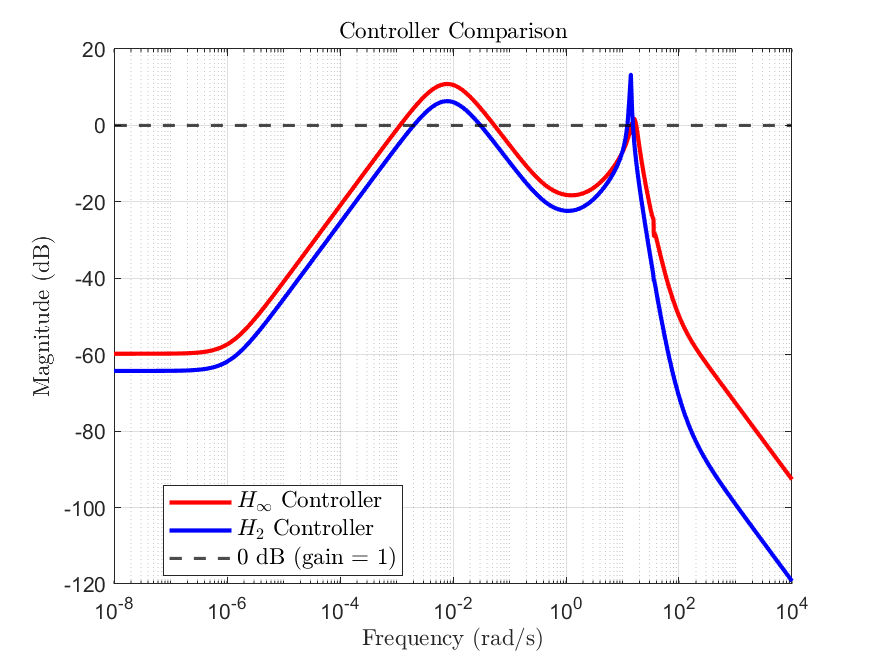 Controller Comparison
20
0
-20
-40
-60
-80
-100
-120
Magnitude (dB)
H∞ Controller
H2 Controller
0 dB (gain = 1)
10-8 10-6 10-4 10-2 100 102 104
Frequency (rad/s)